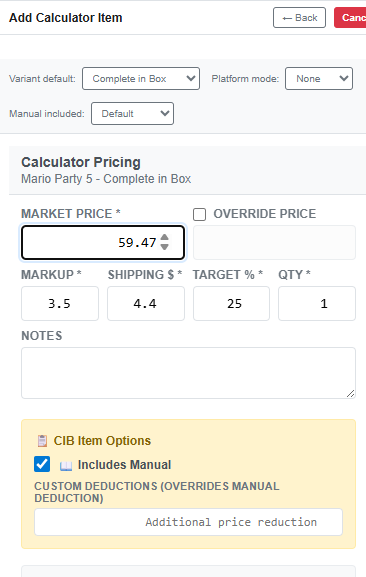 Add Calculator Item
← Back
Canc
Variant default: Complete in Box
Platform mode: None
Manual included: Default
Calculator Pricing
Mario Party 5 - Complete in Box
MARKET PRICE *
OVERRIDE PRICE
59.47
MARKUP * SHIPPING $ * TARGET % * QTY *
3.5 4.4 25 1
NOTES
CIB Item Options
Includes Manual
CUSTOM DEDUCTIONS (OVERRIDES MANUAL
DEDUCTION)
Additional price reduction